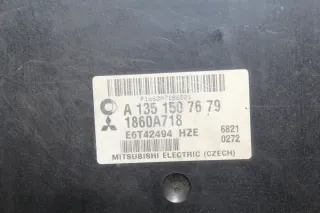 A 135 150 76 79
1860A718
E6T42494 HZE 6821
0272
MITSUBISHI ELECTRIC (CZECH)